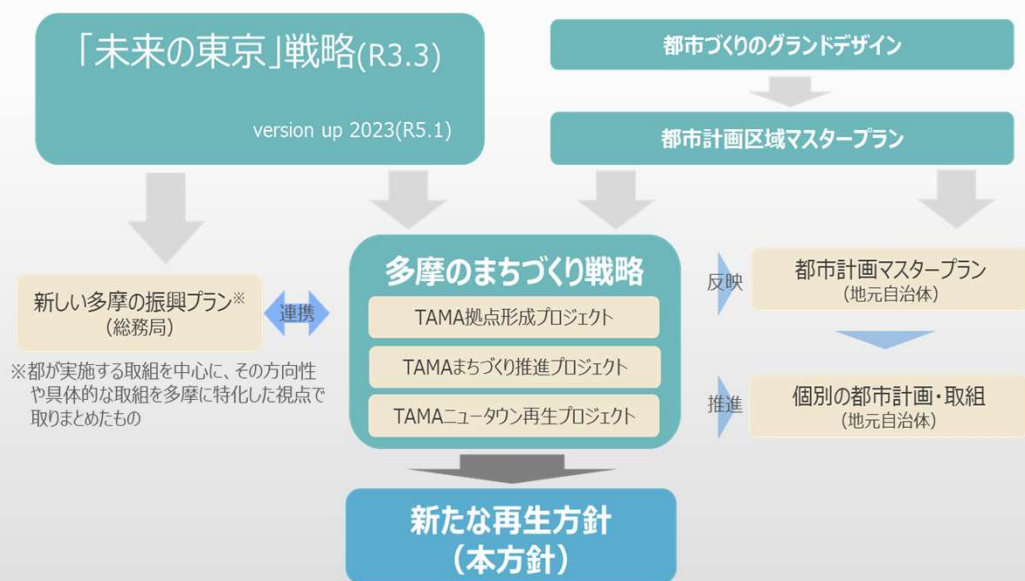 「未来の東京」戦略(R3.3)
version up 2023(R5.1)
都市づくりのグランドデザイン
都市計画区域マスタープラン
新しい多摩の振興プラン※
(総務局)
連携
※都が実施する取組を中心に、その方向性
や具体的な取組を多摩に特化した視点で
取りまとめたもの
多摩のまちづくり戦略
TAMA拠点形成プロジェクト
TAMAまちづくり推進プロジェクト
TAMAニュータウン再生プロジェクト
反映
都市計画マスタープラン
(地元自治体)
推進
個別の都市計画・取組
(地元自治体)
新たな再生方針
(本方針)